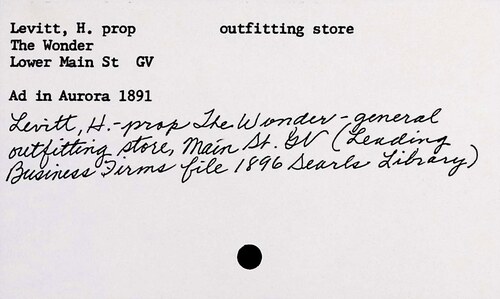 Levitt, H. prop outfitting store
The Wonder
Lower Main St GV
Ad in Aurora 1891
Levitt, H.-prop The Wonder-general
outfitting store, Main St. GV (Leading
Business Firms file 1896 Searls Library)